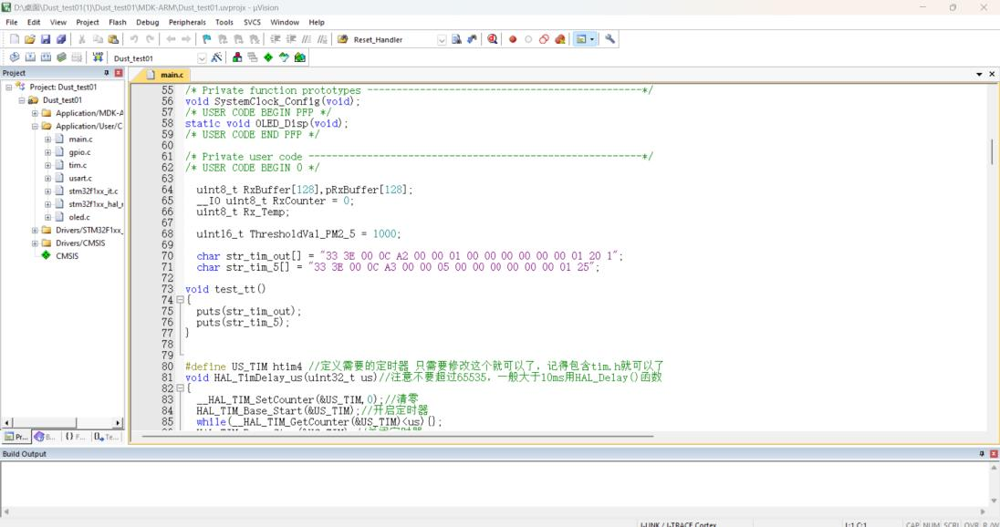 D:\桌面\Dust_test01(1)\Dust_test01\MDK-ARM\Dust_test01.uvprojx - µVision
File Edit View Project Flash Debug Peripherals Tools SVCS Window Help
Reset_Handler
LOAD Dust_test01
Project
main.c
Project: Dust_test01
Dust_test01
Application/MDK-A
Application/User/C
main.c
gpio.c
tim.c
usart.c
stm32f1xx_it.c
stm32f1xx_hal_
oled.c
Drivers/STM32F1xx_
Drivers/CMSIS
CMSIS
55 /* Private function prototypes -----------------------------------------------*/
56 void SystemClock_Config(void);
57 /* USER CODE BEGIN PFP */
58 static void OLED_Disp(void);
59 /* USER CODE END PFP */
60
61 /* Private user code ---------------------------------------------------------*/
62 /* USER CODE BEGIN 0 */
63
64 uint8_t RxBuffer[128],pRxBuffer[128];
65 __IO uint8_t RxCounter = 0;
66 uint8_t Rx_Temp;
67
68 uint16_t ThresholdVal_PM2_5 = 1000;
69
70 char str_tim_out[] = "33 3E 00 0C A2 00 00 01 00 00 00 00 00 00 01 20 1";
71 char str_tim_5[] = "33 3E 00 0C A3 00 00 05 00 00 00 00 00 00 01 25";
72
73 void test_tt()
74 {
75 puts(str_tim_out);
76 puts(str_tim_5);
77 }
78
79
80 #define US_TIM htim4 //定义需要的定时器 只需要修改这个就可以了，记得包含tim.h就可以了
81 void HAL_TimDelay_us(uint32_t us)//注意不要超过65535，一般大于10ms用HAL_Delay()函数
82 {
83 __HAL_TIM_SetCounter(&US_TIM,0);//清零
84 HAL_TIM_Base_Start(&US_TIM);//开启定时器
85 while(__HAL_TIM_GetCounter(&US_TIM)<us){};
Pr... B... {} F... Te...
Build Output
J-LINK / J-TRACE Cortex L:1 C:1 CAP NUM SCRL OVR R/W